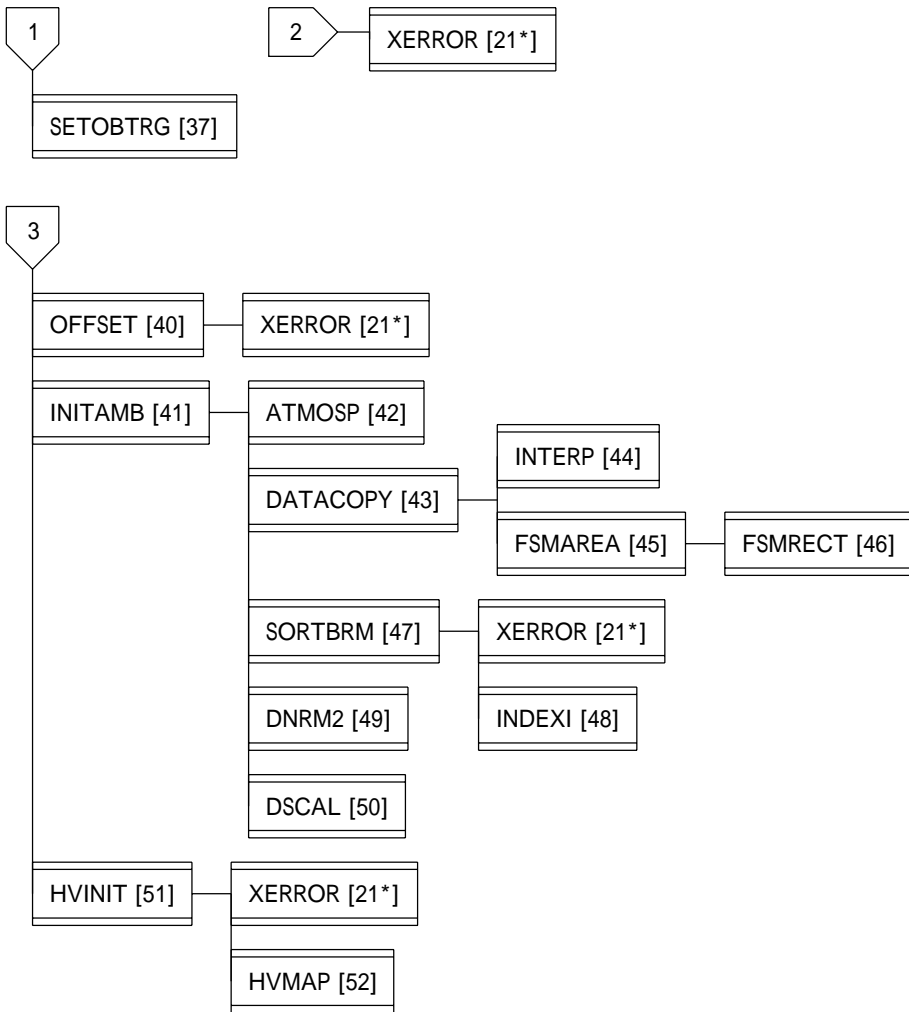 1
2
XERROR [21*]
SETOBTRG [37]
3
OFFSET [40]
XERROR [21*]
INITAMB [41]
ATMOSP [42]
DATACOPY [43]
INTERP [44]
FSMAREA [45]
FSMRECT [46]
SORTBRM [47]
XERROR [21*]
INDEXI [48]
DNRM2 [49]
DSCAL [50]
HVINIT [51]
XERROR [21*]
HVMAP [52]